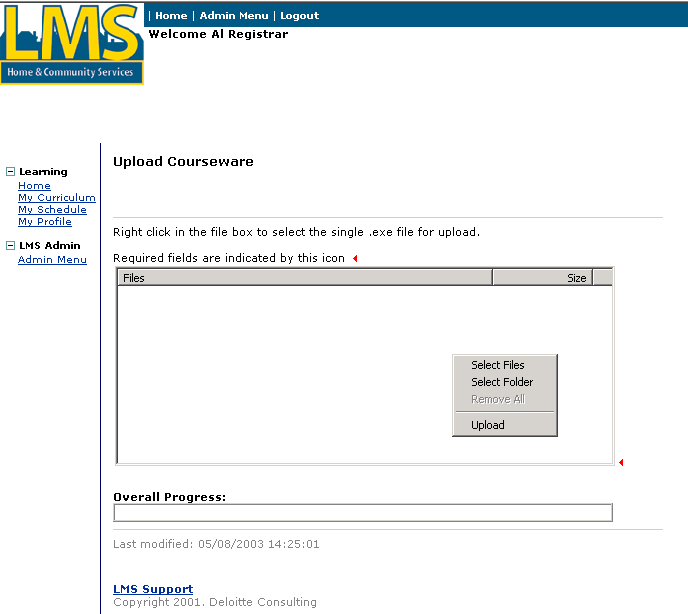 LMS
Home & Community Services
| Home | Admin Menu | Logout
Welcome Al Registrar
Learning
Home
My Curriculum
My Schedule
My Profile
LMS Admin
Admin Menu
Upload Courseware
Right click in the file box to select the single .exe file for upload.
Required fields are indicated by this icon
Files Size
Select Files
Select Folder
Remove All
Upload
Overall Progress:
Last modified: 05/08/2003 14:25:01
LMS Support
Copyright 2001. Deloitte Consulting